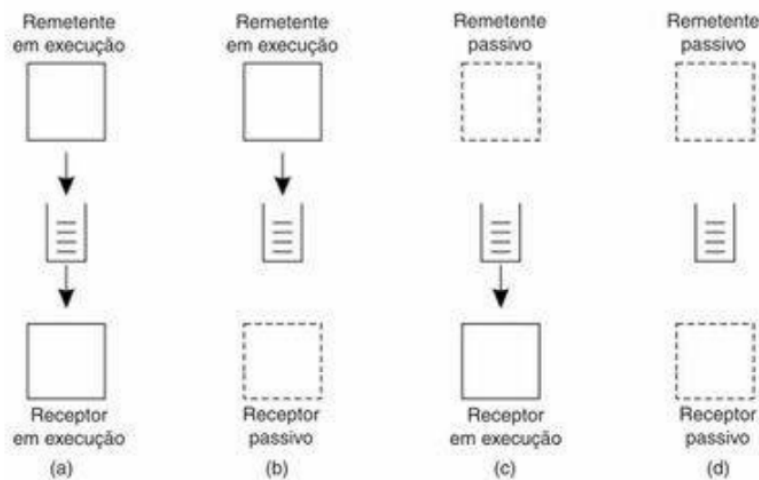 Remetente
em execução
Remetente
em execução
Remetente
passivo
Remetente
passivo
Receptor
em execução
Receptor
passivo
Receptor
em execução
Receptor
passivo
(a)
(b)
(c)
(d)